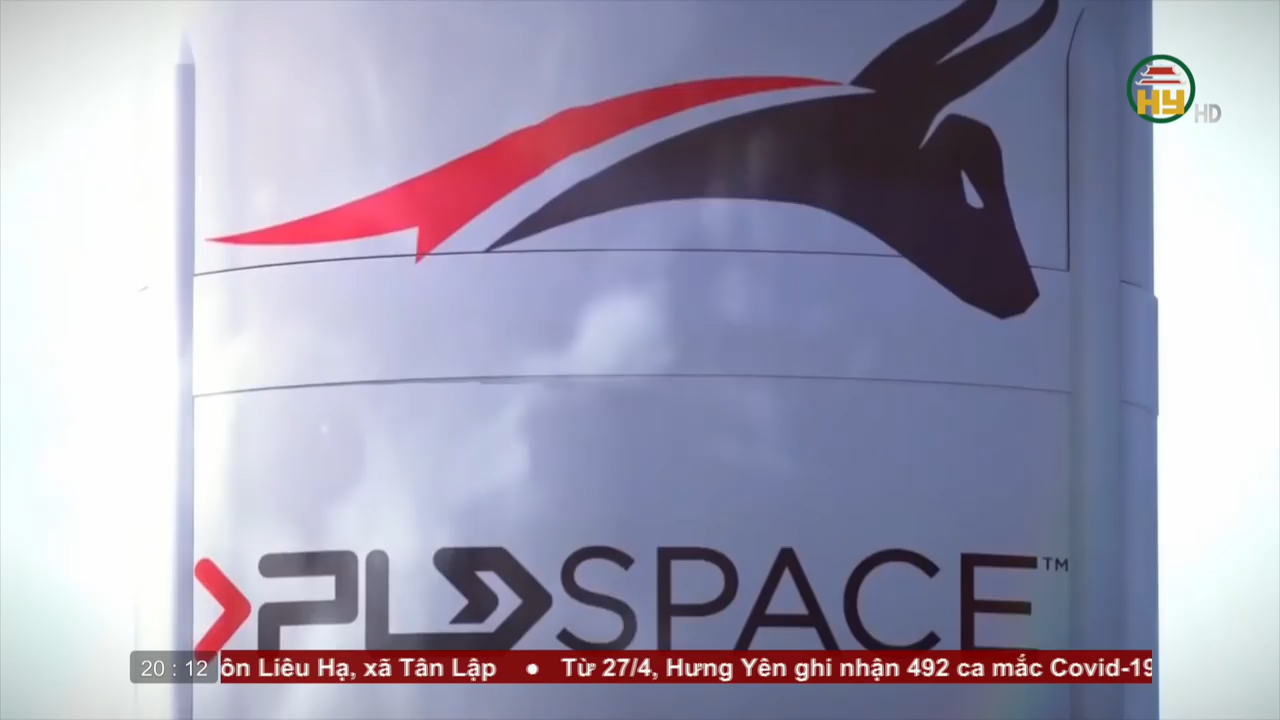 HY HD
PLD SPACE™
20 : 12 ôn Liêu Hạ, xã Tân Lập • Từ 27/4, Hưng Yên ghi nhận 492 ca mắc Covid-19